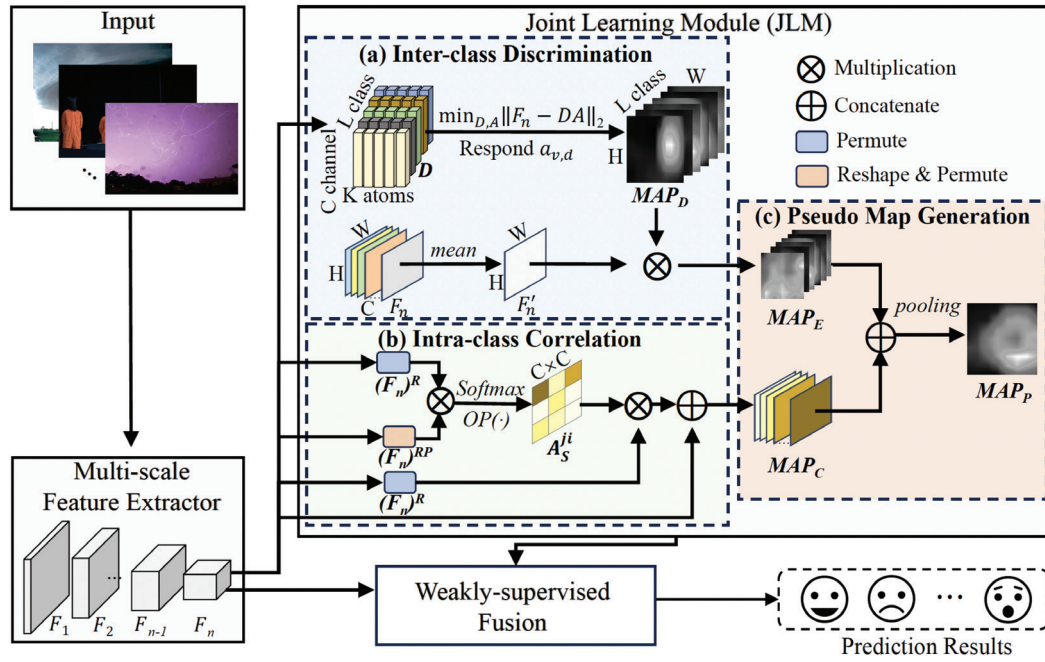 Input
Joint Learning Module (JLM)
(a) Inter-class Discrimination
L class
C channel
K atoms
D
min_{D,A}‖F_n − DA‖_2
Respond a_{v,d}
L class
W
H
MAP_D
Multiplication
Concatenate
Permute
Reshape & Permute
W
H
C
...
F_n
mean
W
H
F'_n
(b) Intra-class Correlation
(F_n)^R
(F_n)^{RP}
(F_n)^R
Softmax
OP(·)
C×C
A_S^{ji}
(c) Pseudo Map Generation
MAP_E
pooling
MAP_P
MAP_C
Multi-scale
Feature Extractor
F_1
F_2
...
F_{n-1}
F_n
Weakly-supervised
Fusion
...
Prediction Results